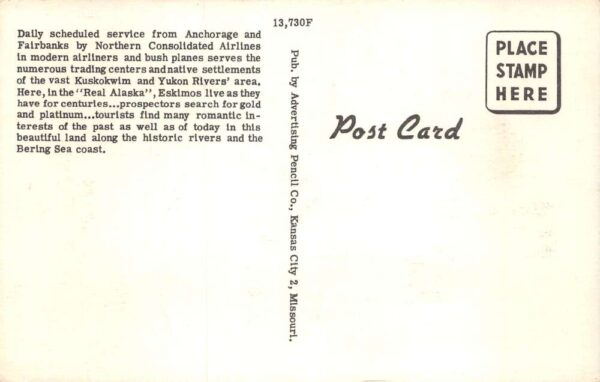 13,730F
Daily scheduled service from Anchorage and
Fairbanks by Northern Consolidated Airlines
in modern airliners and bush planes serves the
numerous trading centers and native settlements
of the vast Kuskokwim and Yukon Rivers' area.
Here, in the "Real Alaska", Eskimos live as they
have for centuries...prospectors search for gold
and platinum...tourists find many romantic in-
terests of the past as well as of today in this
beautiful land along the historic rivers and the
Bering Sea coast.
Pub. by Advertising Pencil Co., Kansas City 2, Missouri.
Post Card
PLACE
STAMP
HERE